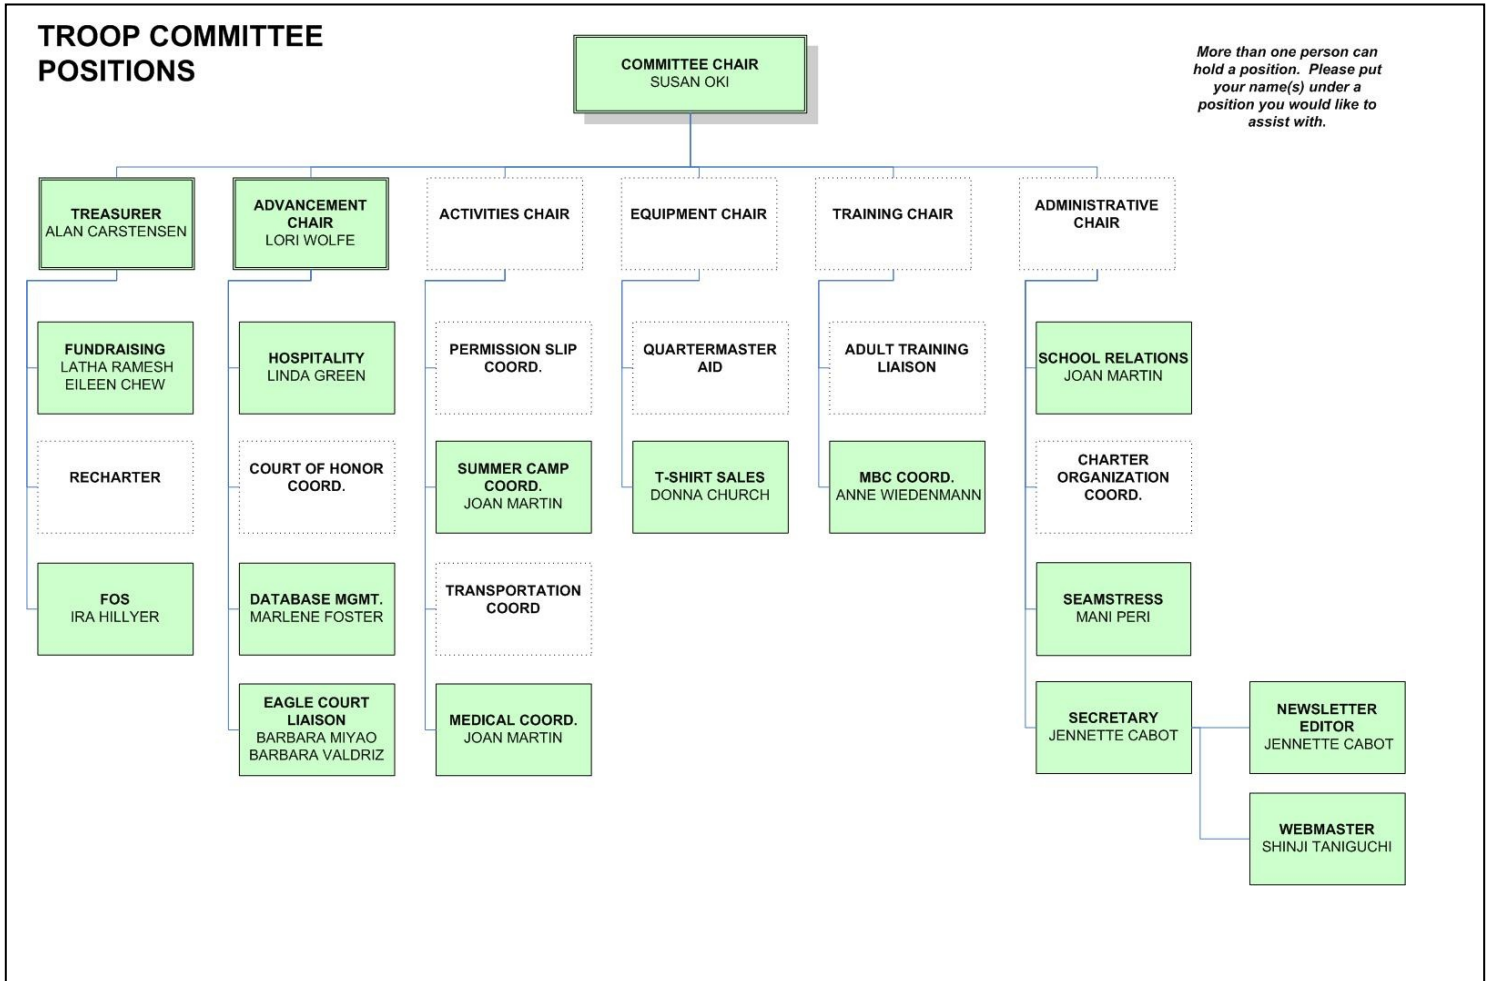 TROOP COMMITTEE
POSITIONS
COMMITTEE CHAIR
SUSAN OKI
More than one person can
hold a position. Please put
your name(s) under a
position you would like to
assist with.
TREASURER
ALAN CARSTENSEN
ADVANCEMENT
CHAIR
LORI WOLFE
ACTIVITIES CHAIR
EQUIPMENT CHAIR
TRAINING CHAIR
ADMINISTRATIVE
CHAIR
FUNDRAISING
LATHA RAMESH
EILEEN CHEW
HOSPITALITY
LINDA GREEN
PERMISSION SLIP
COORD.
QUARTERMASTER
AID
ADULT TRAINING
LIAISON
SCHOOL RELATIONS
JOAN MARTIN
RECHARTER
COURT OF HONOR
COORD.
SUMMER CAMP
COORD.
JOAN MARTIN
T-SHIRT SALES
DONNA CHURCH
MBC COORD.
ANNE WIEDENMANN
CHARTER
ORGANIZATION
COORD.
FOS
IRA HILLYER
DATABASE MGMT.
MARLENE FOSTER
TRANSPORTATION
COORD
SEAMSTRESS
MANI PERI
EAGLE COURT
LIAISON
BARBARA MIYAO
BARBARA VALDRIZ
MEDICAL COORD.
JOAN MARTIN
SECRETARY
JENNETTE CABOT
NEWSLETTER
EDITOR
JENNETTE CABOT
WEBMASTER
SHINJI TANIGUCHI